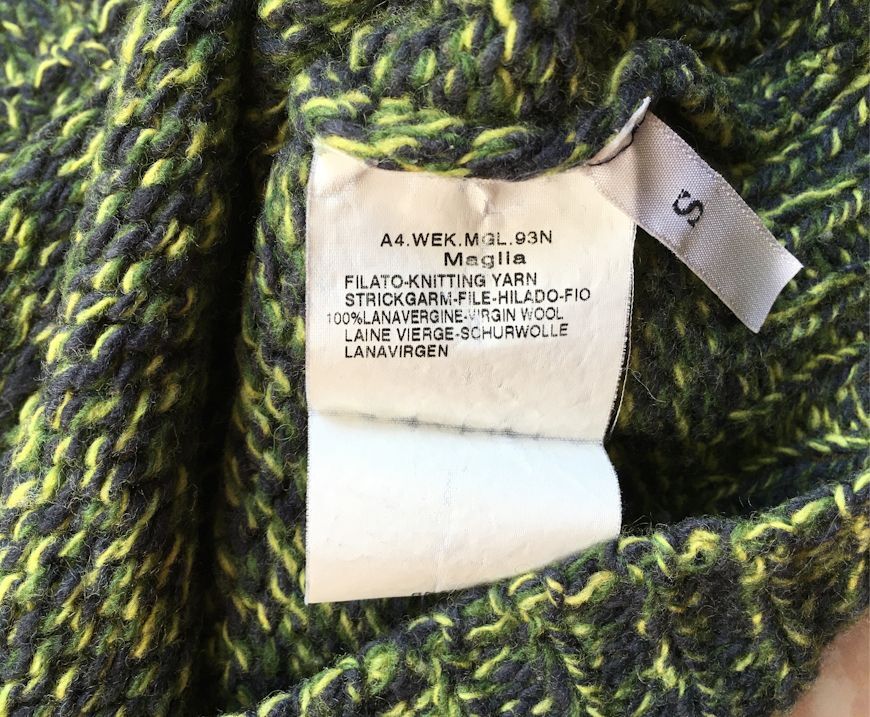 A4.WEK.MGL.93N
Maglia
FILATO-KNITTING YARN
STRICKGARM-FILE-HILADO-FIO
100%LANAVERGINE-VIRGIN WOOL
LAINE VIERGE-SCHURWOLLE
LANAVIRGEN
S